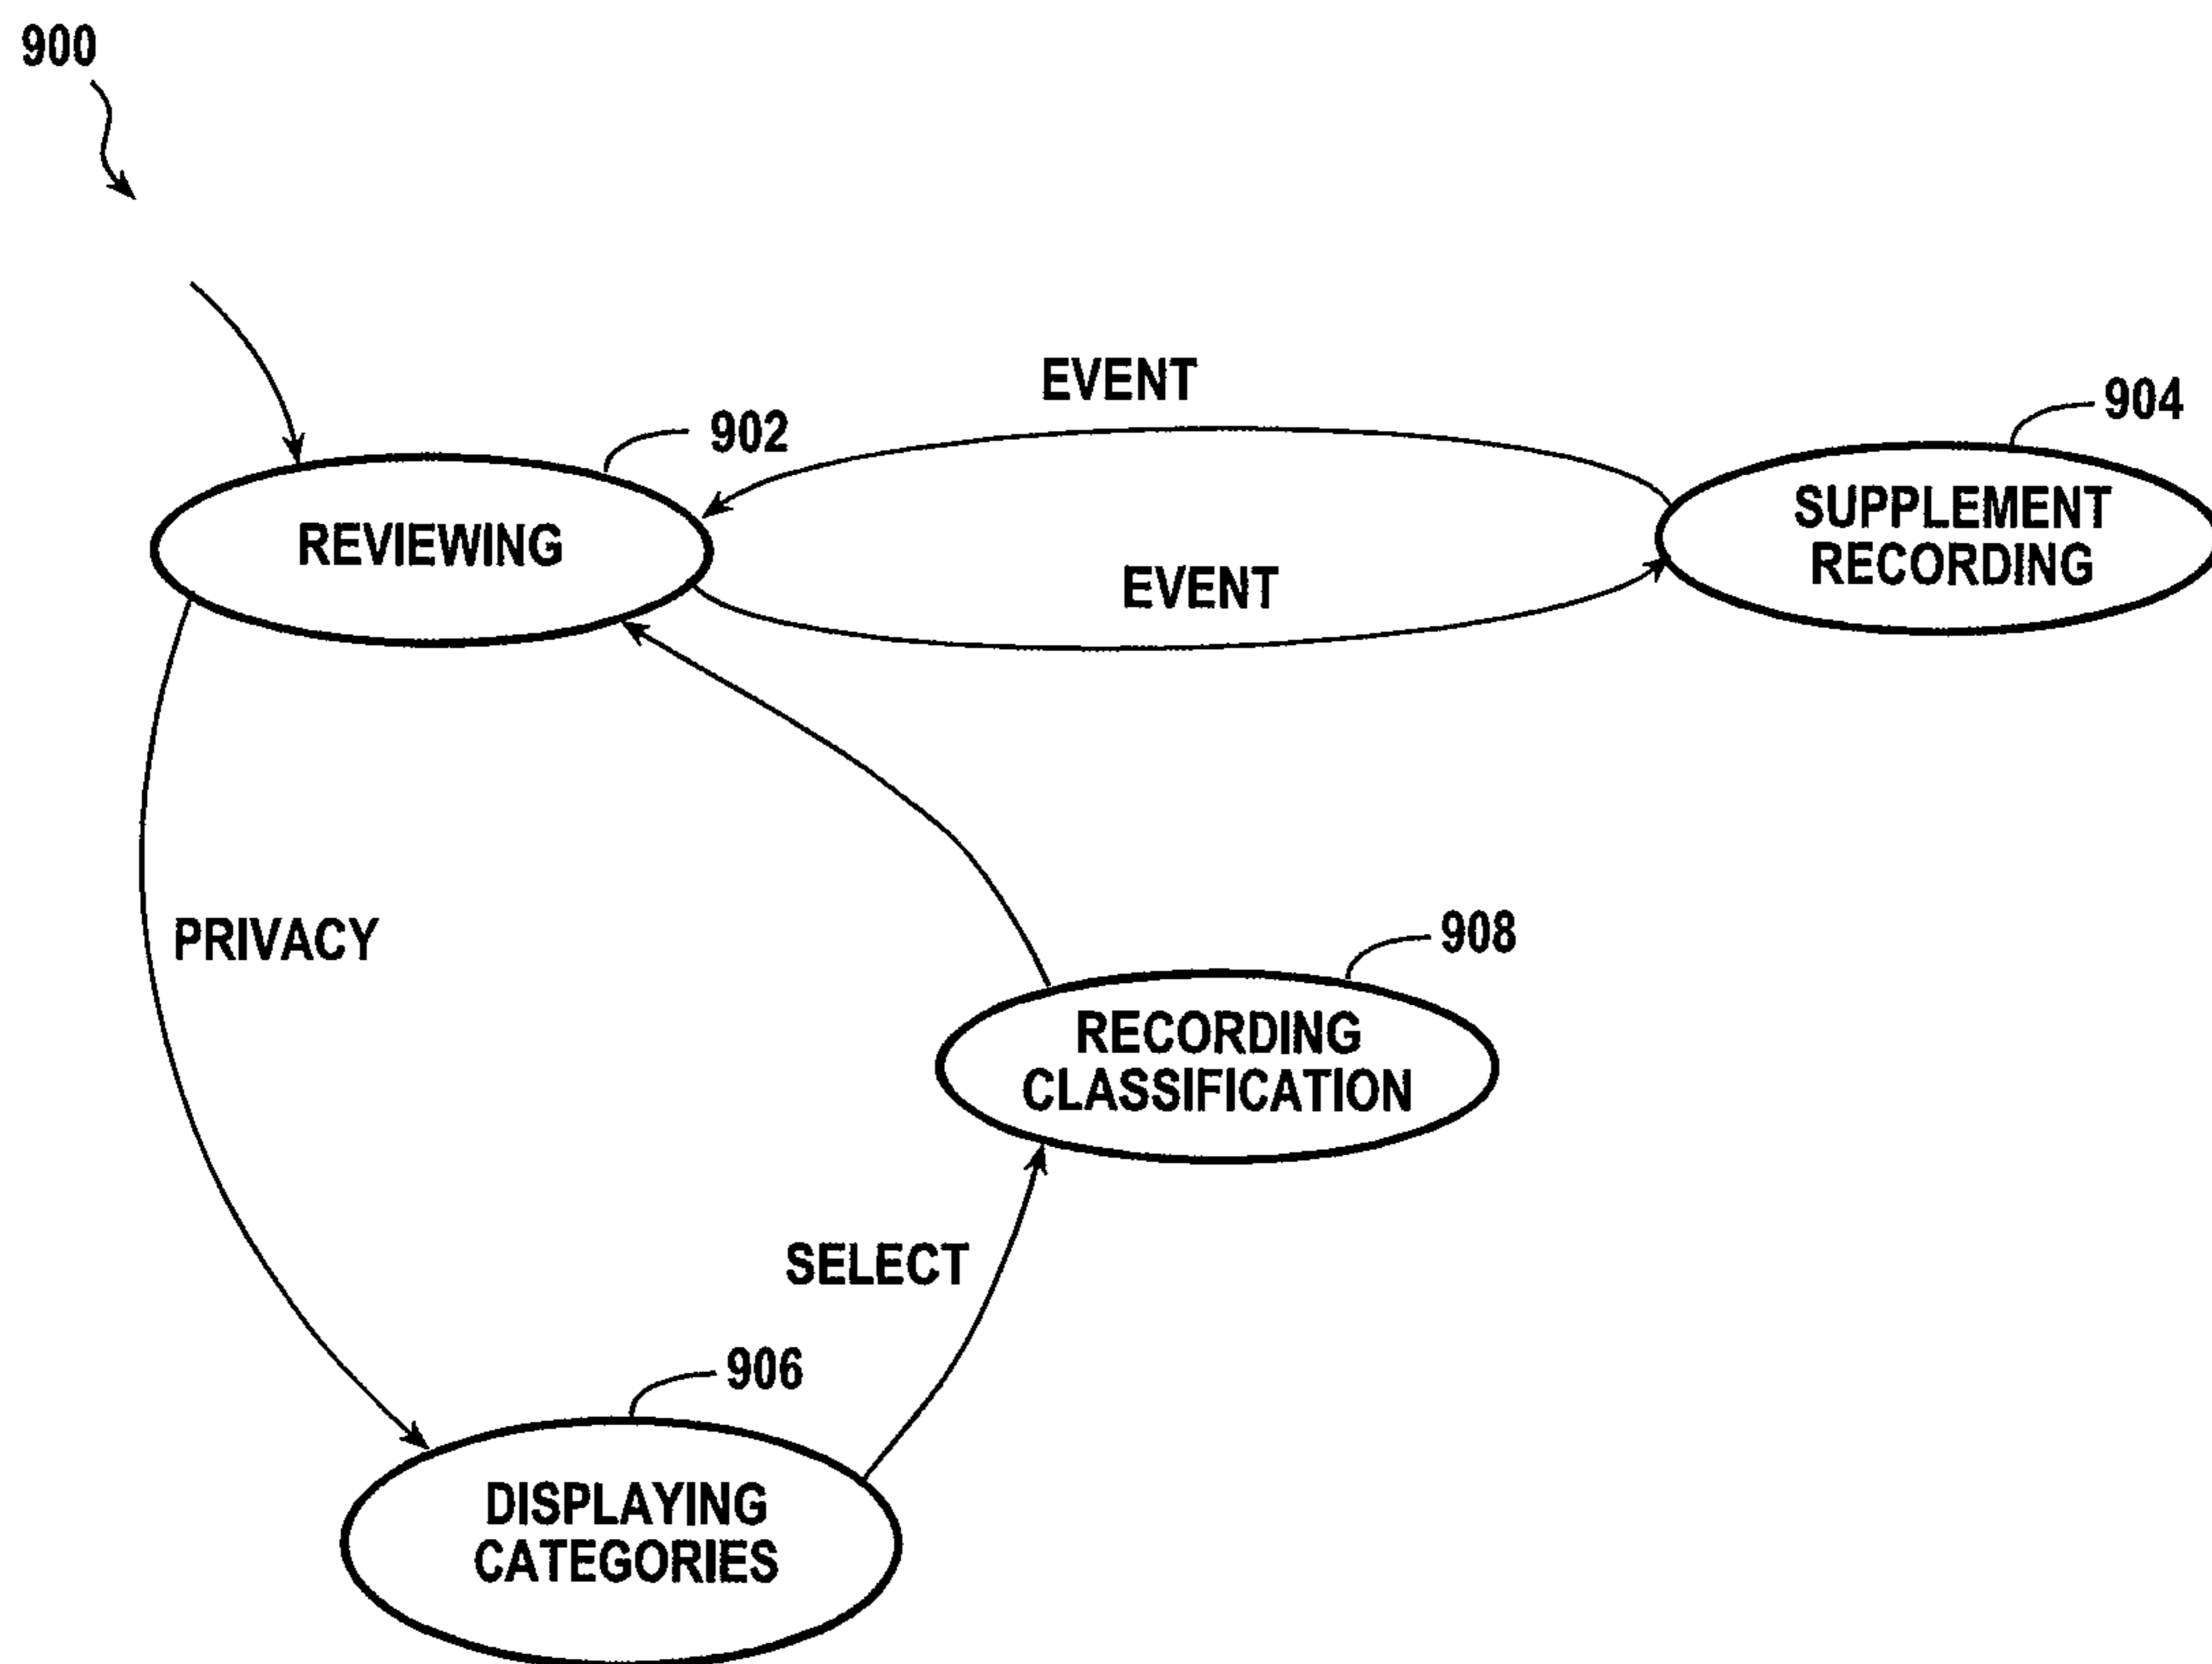 900
EVENT
904
902
SUPPLEMENT
RECORDING
REVIEWING
EVENT
PRIVACY
908
RECORDING
CLASSIFICATION
SELECT
906
DISPLAYING
CATEGORIES